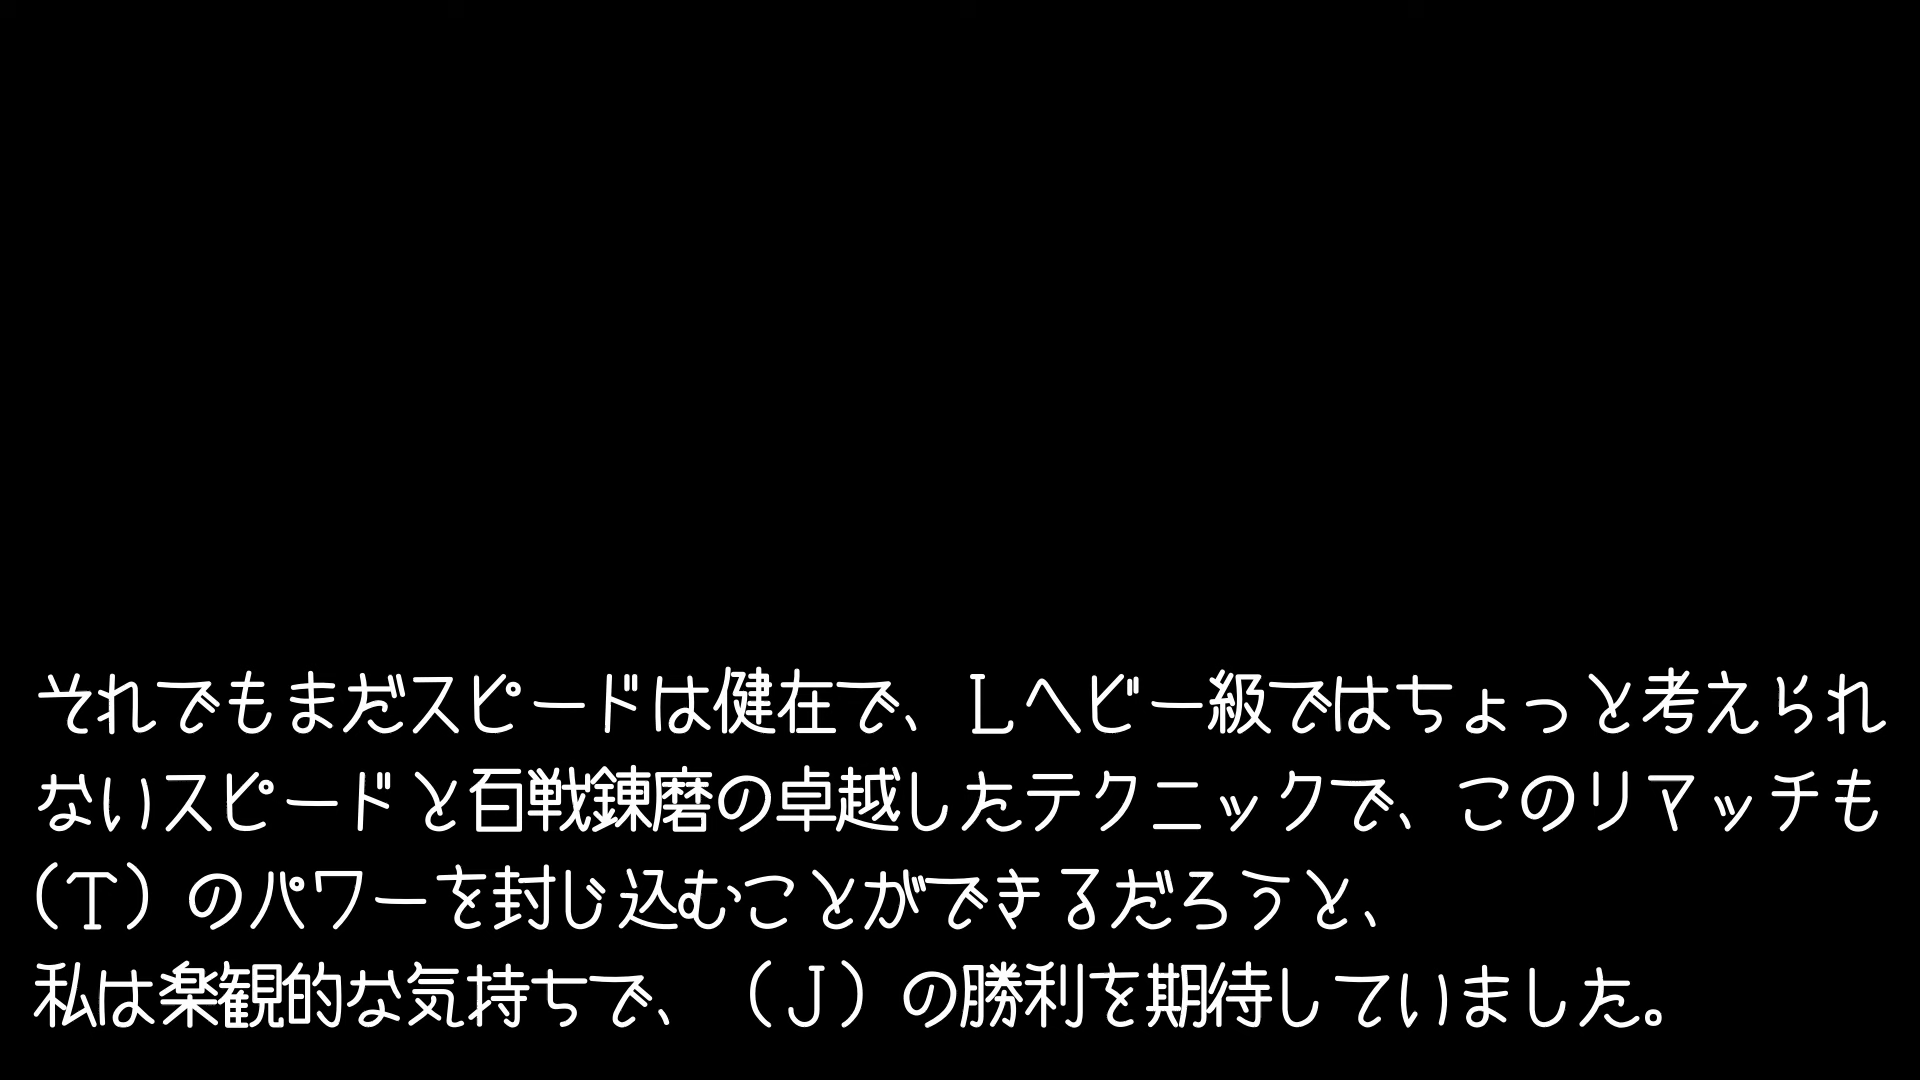 それでもまだスピードは健在で、Ｌヘビー級ではちょっと考えられ
ないスピードと百戦錬磨の卓越したテクニックで、このリマッチも
（Ｔ）のパワーを封じ込むことができるだろうと、
私は楽観的な気持ちで、（Ｊ）の勝利を期待していました。